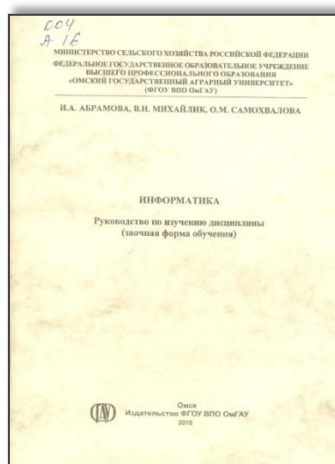 004
А 16
МИНИСТЕРСТВО СЕЛЬСКОГО ХОЗЯЙСТВА РОССИЙСКОЙ ФЕДЕРАЦИИ
ФЕДЕРАЛЬНОЕ ГОСУДАРСТВЕННОЕ ОБРАЗОВАТЕЛЬНОЕ УЧРЕЖДЕНИЕ
ВЫСШЕГО ПРОФЕССИОНАЛЬНОГО ОБРАЗОВАНИЯ
«ОМСКИЙ ГОСУДАРСТВЕННЫЙ АГРАРНЫЙ УНИВЕРСИТЕТ»
(ФГОУ ВПО ОмГАУ)
И.А. АБРАМОВА, В.Н. МИХАЙЛИК, О.М. САМОХВАЛОВА
ИНФОРМАТИКА
Руководство по изучению дисциплины
(заочная форма обучения)
Омск
Издательство ФГОУ ВПО ОмГАУ
2010